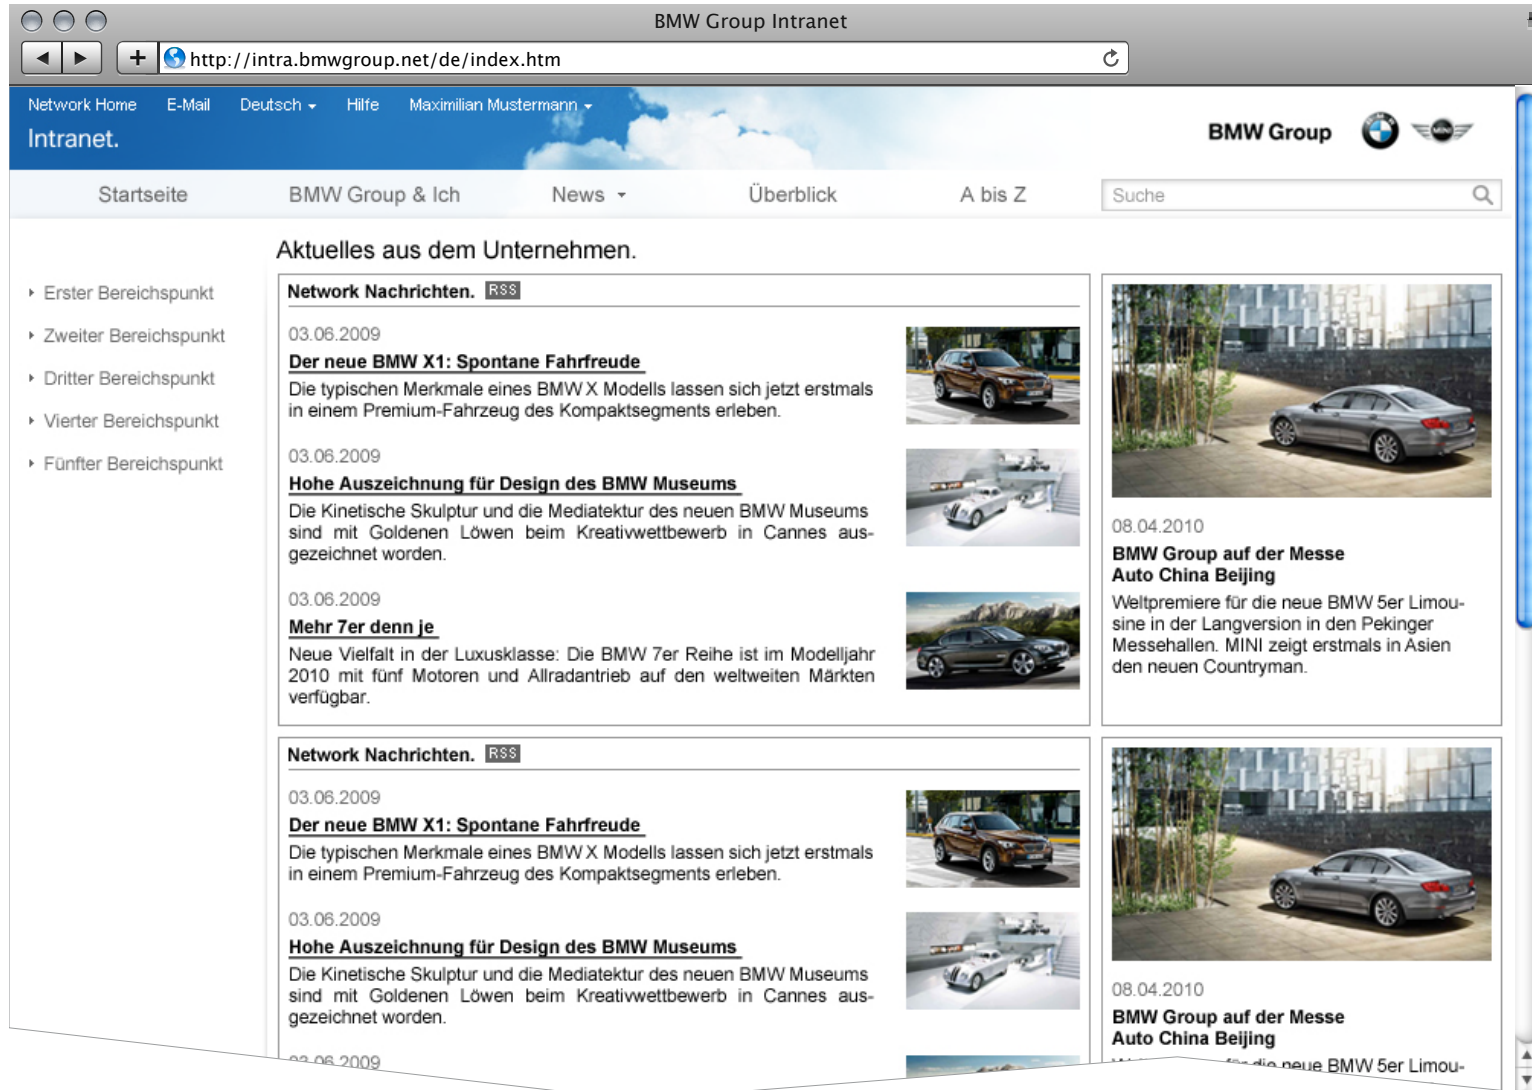 BMW Group Intranet
http://intra.bmwgroup.net/de/index.htm
Network Home E-Mail Deutsch Hilfe Maximilian Mustermann
Intranet.
BMW Group
MINI
Startseite BMW Group & Ich News Überblick A bis Z Suche
Aktuelles aus dem Unternehmen.
Erster Bereichspunkt
Zweiter Bereichspunkt
Dritter Bereichspunkt
Vierter Bereichspunkt
Fünfter Bereichspunkt
Network Nachrichten. RSS
03.06.2009
Der neue BMW X1: Spontane Fahrfreude
Die typischen Merkmale eines BMW X Modells lassen sich jetzt erstmals
in einem Premium-Fahrzeug des Kompaktsegments erleben.
03.06.2009
Hohe Auszeichnung für Design des BMW Museums
Die Kinetische Skulptur und die Mediatektur des neuen BMW Museums
sind mit Goldenen Löwen beim Kreativwettbewerb in Cannes aus-
gezeichnet worden.
03.06.2009
Mehr 7er denn je
Neue Vielfalt in der Luxusklasse: Die BMW 7er Reihe ist im Modelljahr
2010 mit fünf Motoren und Allradantrieb auf den weltweiten Märkten
verfügbar.
08.04.2010
BMW Group auf der Messe
Auto China Beijing
Weltpremiere für die neue BMW 5er Limou-
sine in der Langversion in den Pekinger
Messehallen. MINI zeigt erstmals in Asien
den neuen Countryman.
Network Nachrichten. RSS
03.06.2009
Der neue BMW X1: Spontane Fahrfreude
Die typischen Merkmale eines BMW X Modells lassen sich jetzt erstmals
in einem Premium-Fahrzeug des Kompaktsegments erleben.
03.06.2009
Hohe Auszeichnung für Design des BMW Museums
Die Kinetische Skulptur und die Mediatektur des neuen BMW Museums
sind mit Goldenen Löwen beim Kreativwettbewerb in Cannes aus-
gezeichnet worden.
03.06.2009
08.04.2010
BMW Group auf der Messe
Auto China Beijing
für die neue BMW 5er Limou-